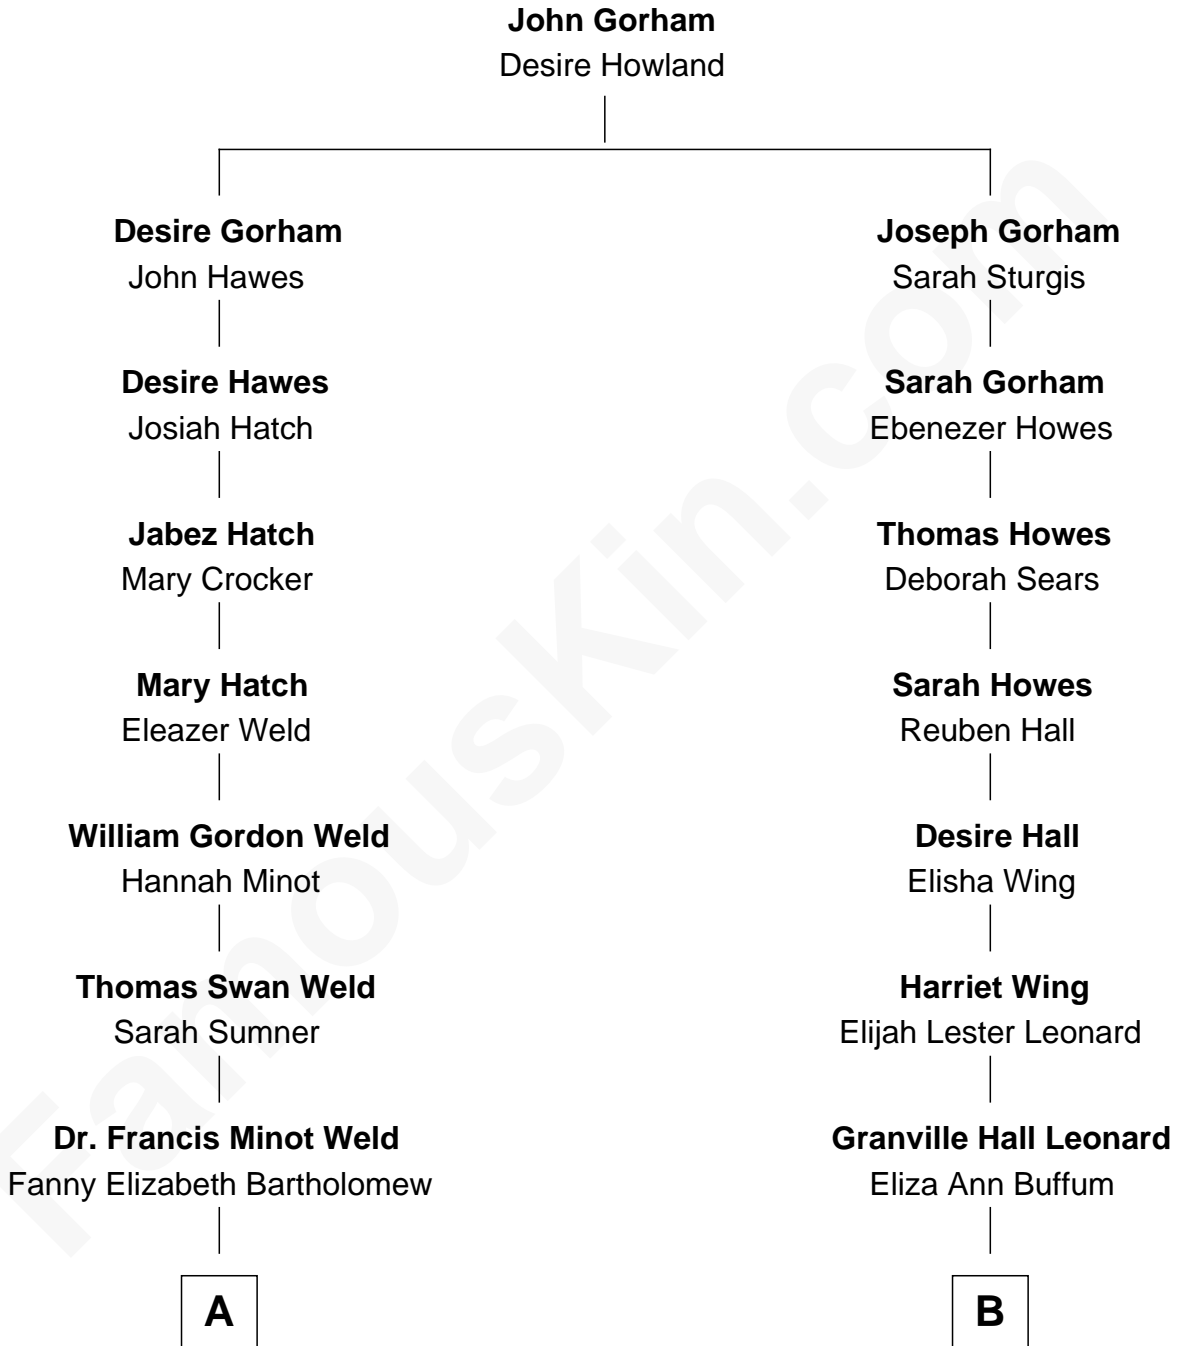 John Gorham
Desire Howland
Desire Gorham
John Hawes
Desire Hawes
Josiah Hatch
Jabez Hatch
Mary Crocker
Mary Hatch
Eleazer Weld
William Gordon Weld
Hannah Minot
Thomas Swan Weld
Sarah Sumner
Dr. Francis Minot Weld
Fanny Elizabeth Bartholomew
A
Joseph Gorham
Sarah Sturgis
Sarah Gorham
Ebenezer Howes
Thomas Howes
Deborah Sears
Sarah Howes
Reuben Hall
Desire Hall
Elisha Wing
Harriet Wing
Elijah Lester Leonard
Granville Hall Leonard
Eliza Ann Buffum
B
FamousKin.com